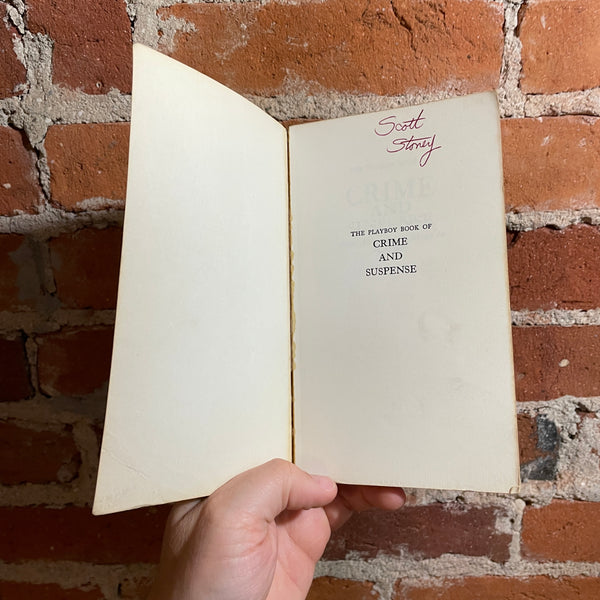 Scott
Stoney
THE PLAYBOY BOOK OF
CRIME
AND
SUSPENSE